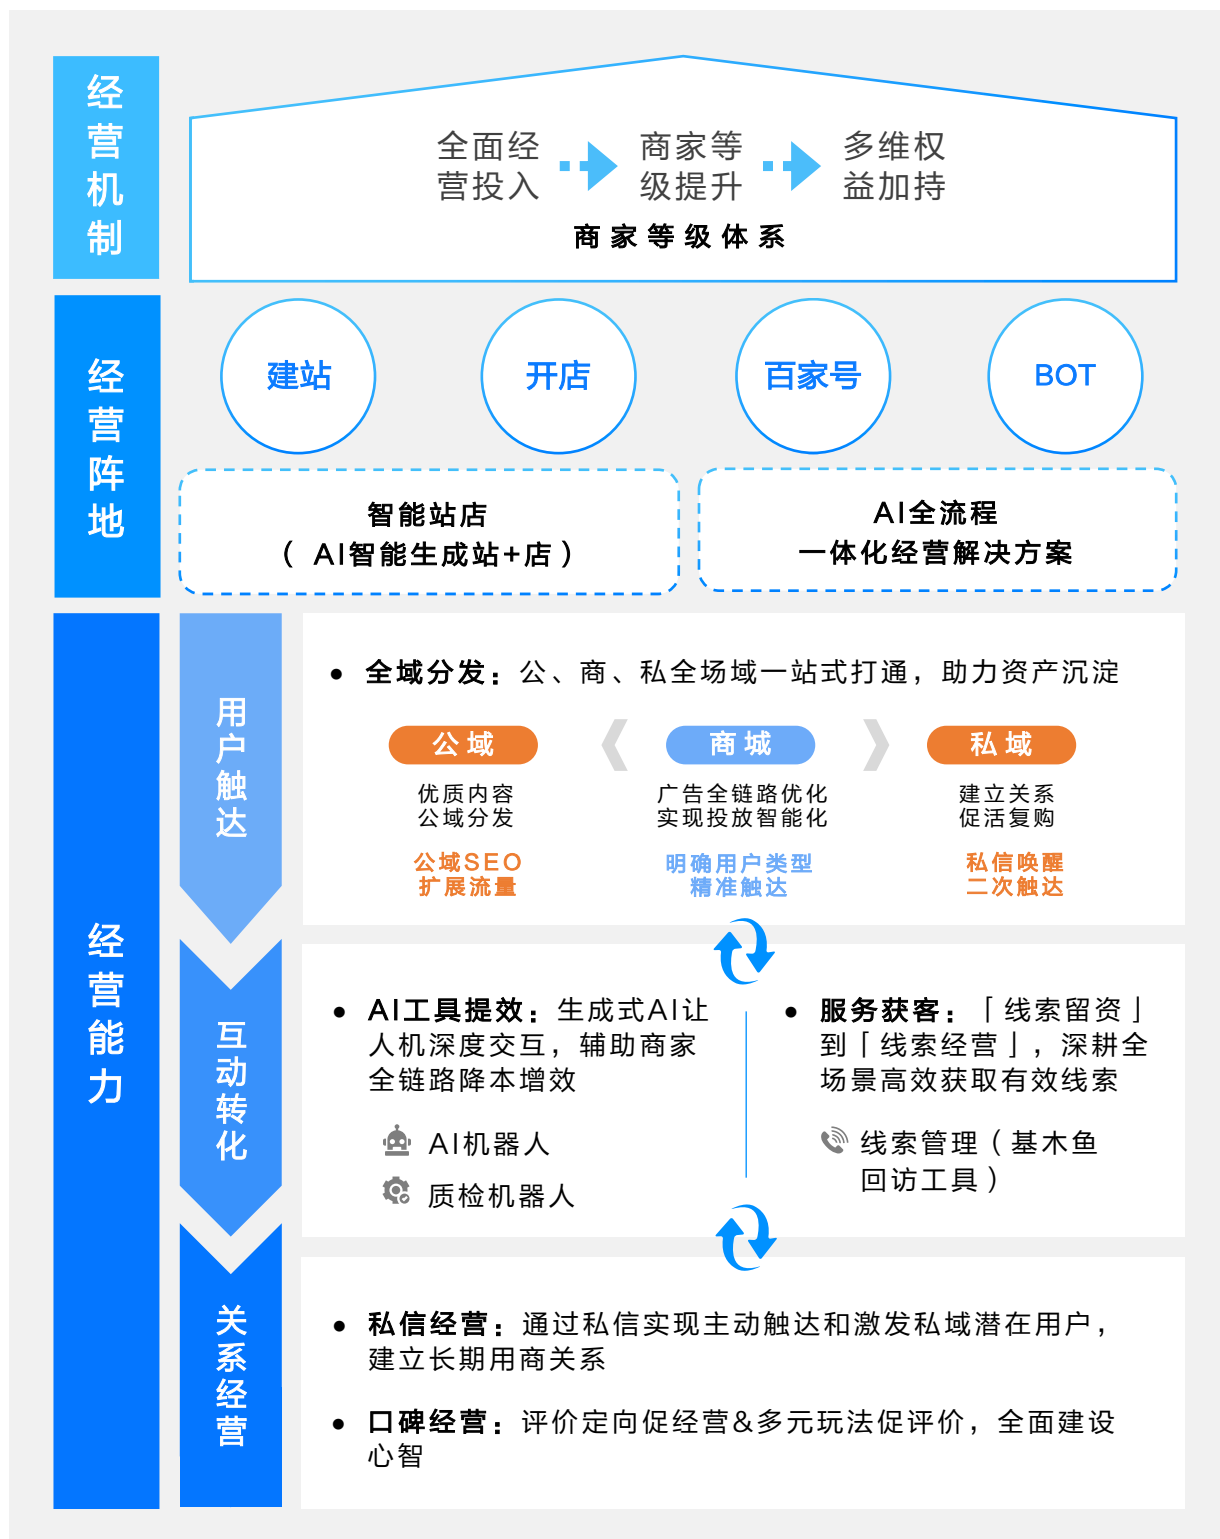 经营机制
全面经
营投入
商家等
级提升
多维权
益加持
商家等级体系
经营阵地
建站
开店
百家号
BOT
智能站店
（AI智能生成站+店）
AI全流程
一体化经营解决方案
经营能力
用户触达
全域分发：公、商、私全场域一站式打通，助力资产沉淀
公域
商城
私域
优质内容
公域分发
广告全链路优化
实现投放智能化
建立关系
促活复购
公域SEO
扩展流量
明确用户类型
精准触达
私信唤醒
二次触达
互动转化
AI工具提效：生成式AI让
人机深度交互，辅助商家
全链路降本增效
AI机器人
质检机器人
服务获客：「线索留资」
到「线索经营」，深耕全
场景高效获取有效线索
线索管理（基木鱼
回访工具）
关系经营
私信经营：通过私信实现主动触达和激发私域潜在用户，
建立长期用商关系
口碑经营：评价定向促经营&多元玩法促评价，全面建设
心智